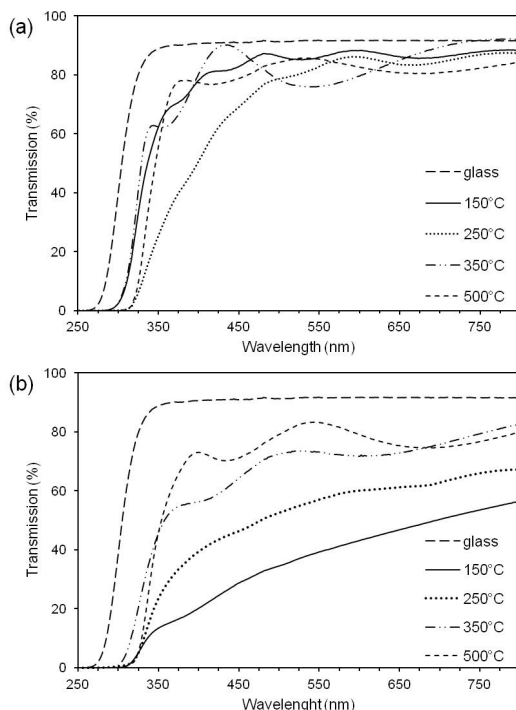 (a)
100
80
60
40
20
0
Transmission (%)
glass
150°C
250°C
350°C
500°C
250 350 450 550 650 750
Wavelength (nm)
(b)
100
80
60
40
20
0
Transmission (%)
glass
150°C
250°C
350°C
500°C
250 350 450 550 650 750
Wavelenght (nm)